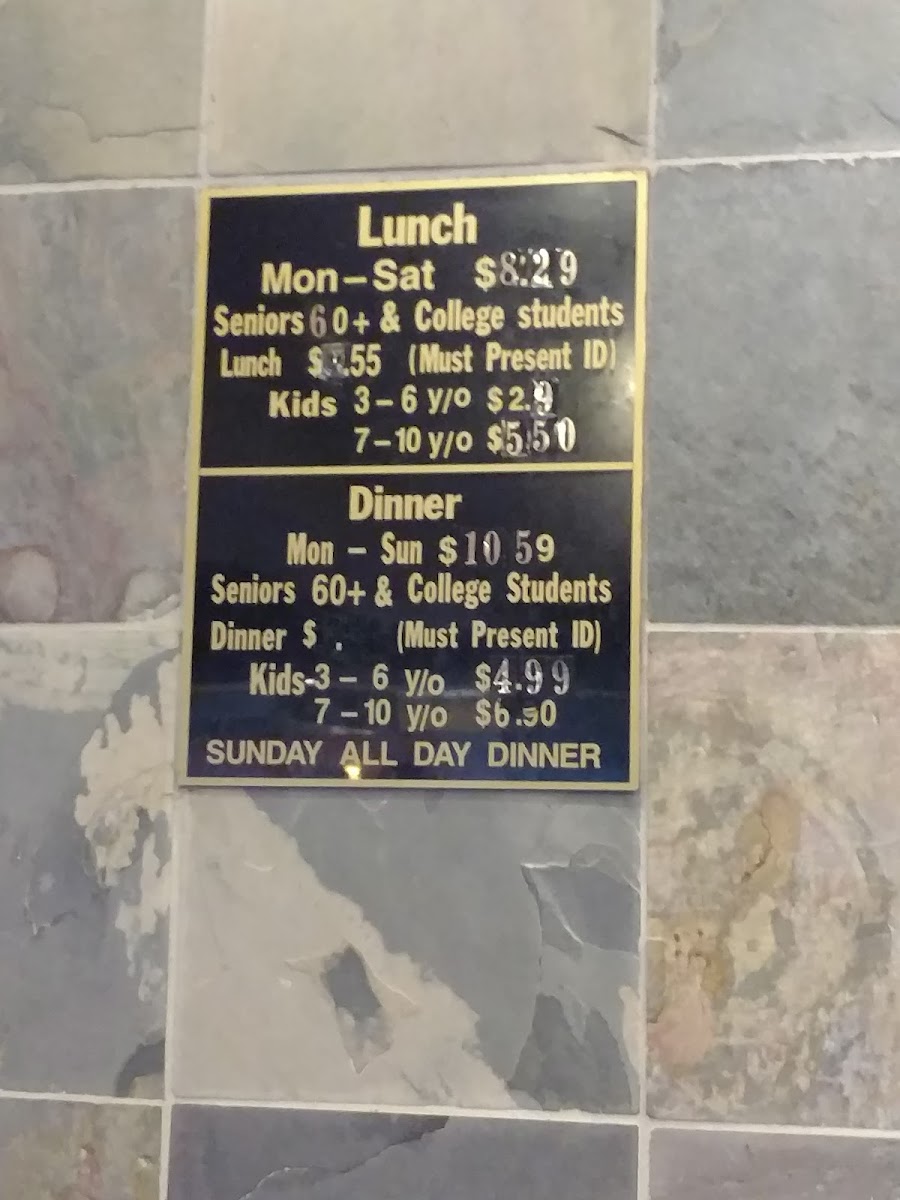 Lunch
Mon-Sat $8.29
Seniors 60+ & College students
Lunch (Must Present ID)
Kids 3-6 y/o $2.9
7-10 y/o $5.50
Dinner
Mon - Sun $10 59
Seniors 60+ & College Students
Dinner $ . (Must Present ID)
Kids-3 - 6 y/o $4.99
7-10 y/o
SUNDAY ALL DAY DINNER